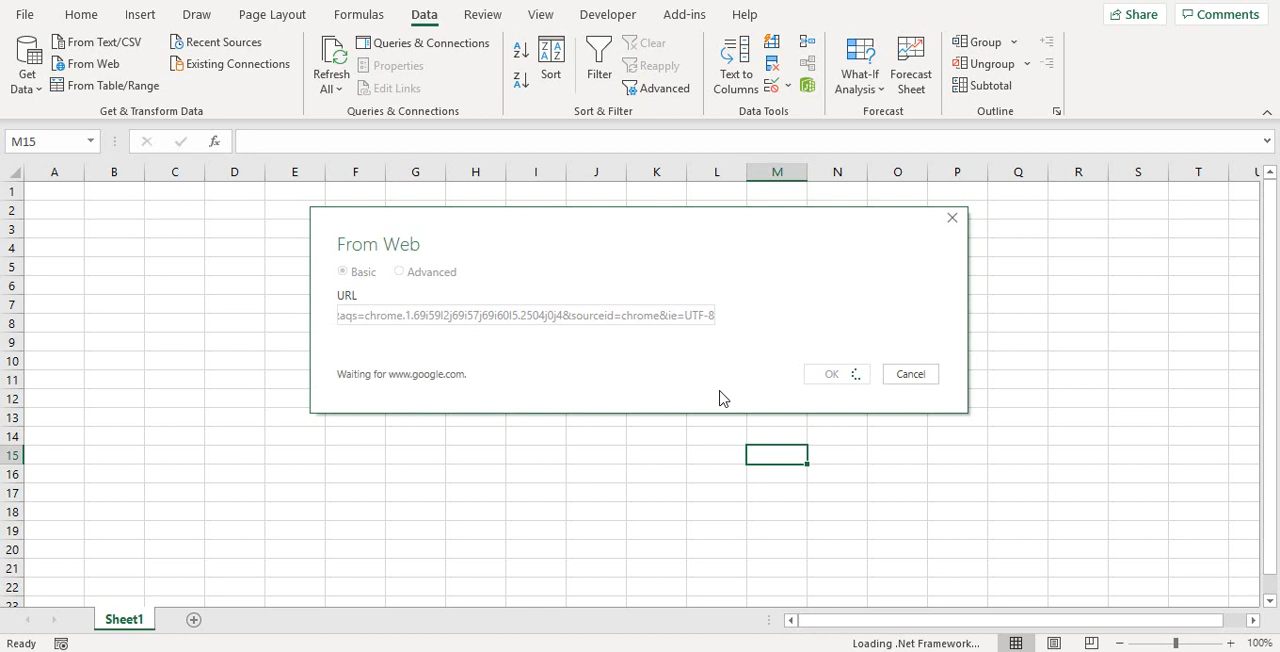 File Home Insert Draw Page Layout Formulas Data Review View Developer Add-ins Help Share Comments
Get Data
From Text/CSV
From Web
From Table/Range
Recent Sources
Existing Connections
Get & Transform Data
Refresh All
Queries & Connections
Properties
Edit Links
Queries & Connections
Sort
Filter
Clear
Reapply
Advanced
Sort & Filter
Text to Columns
Data Tools
What-If Analysis
Forecast Sheet
Forecast
Group
Ungroup
Subtotal
Outline
M15
fx
A B C D E F G H I J K L M N O P Q R S T U
1
2
3
4
5
6
7
8
9
10
11
12
13
14
15
16
17
18
19
20
21
22
23
From Web
Basic Advanced
URL
:aqs=chrome.1.69i59l2j69i57j69i60l5.2504j0j4&sourceid=chrome&ie=UTF-8
Waiting for www.google.com.
OK Cancel
Sheet1
Ready Loading .Net Framework... 100%